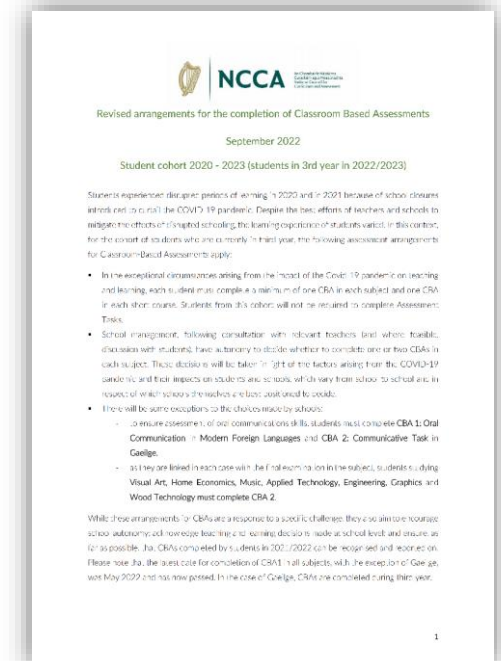 NCCA
Revised arrangements for the completion of Classroom Based Assessments
September 2022
Student cohort 2020 - 2023 (students in 3rd year in 2022/2023)
Students experienced disrupted periods of learning in 2020 and in 2021 because of school closures
introduced to curtail the COVID-19 pandemic. Despite the best efforts of teachers and schools to
mitigate the effects of disrupted schooling, the learning experience of students varied. In this context,
for the cohort of students who are currently in third year, the following assessment arrangements
for Classroom-Based Assessments apply:
• In the exceptional circumstances arising from the impact of the Covid-19 pandemic on teaching
and learning, each student must complete a minimum of one CBA in each subject and one CBA
in each short course. Students from this cohort will not be required to complete Assessment
Tasks.
• School management, following consultation with relevant teachers (and where feasible,
discussion with students), have autonomy to decide whether to complete one or two CBAs in
each subject. These decisions will be taken in light of the factors arising from the COVID-19
pandemic and their impacts on students and schools, which vary from school to school and in
respect of which schools themselves are best positioned to decide.
• There will be some exceptions to the choices made by schools:
- to ensure assessment of oral communications skills, students must complete CBA 1: Oral
Communication in Modern Foreign Languages and CBA 2: Communicative Task in
Gaeilge.
- as they are linked in each case with the final examination in the subject, students studying
Visual Art, Home Economics, Music, Applied Technology, Engineering, Graphics and
Wood Technology must complete CBA 2.
While these arrangements for CBAs are a response to a specific challenge, they also aim to encourage
school autonomy; acknowledge teaching and learning decisions made at school level; and ensure, as
far as possible, that CBAs completed by students in 2021/2022 can be recognised and reported on.
Please note that the latest date for completion of CBA1 in all subjects, with the exception of Gaeilge,
was May 2022 and has now passed. In the case of Gaeilge, CBAs are completed during third year.
1